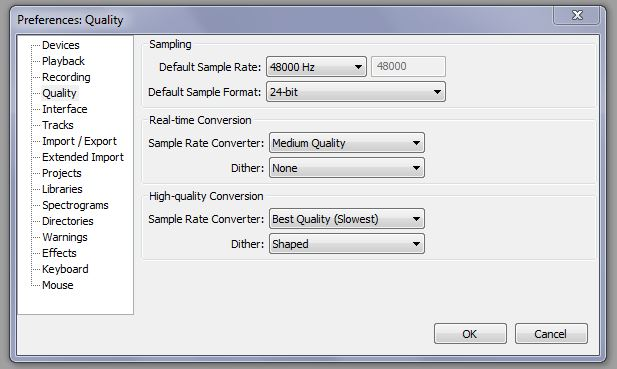 Preferences: Quality
Devices
Playback
Recording
Quality
Interface
Tracks
Import / Export
Extended Import
Projects
Libraries
Spectrograms
Directories
Warnings
Effects
Keyboard
Mouse
Sampling
Default Sample Rate: 48000 Hz 48000
Default Sample Format: 24-bit
Real-time Conversion
Sample Rate Converter: Medium Quality
Dither: None
High-quality Conversion
Sample Rate Converter: Best Quality (Slowest)
Dither: Shaped
OK Cancel